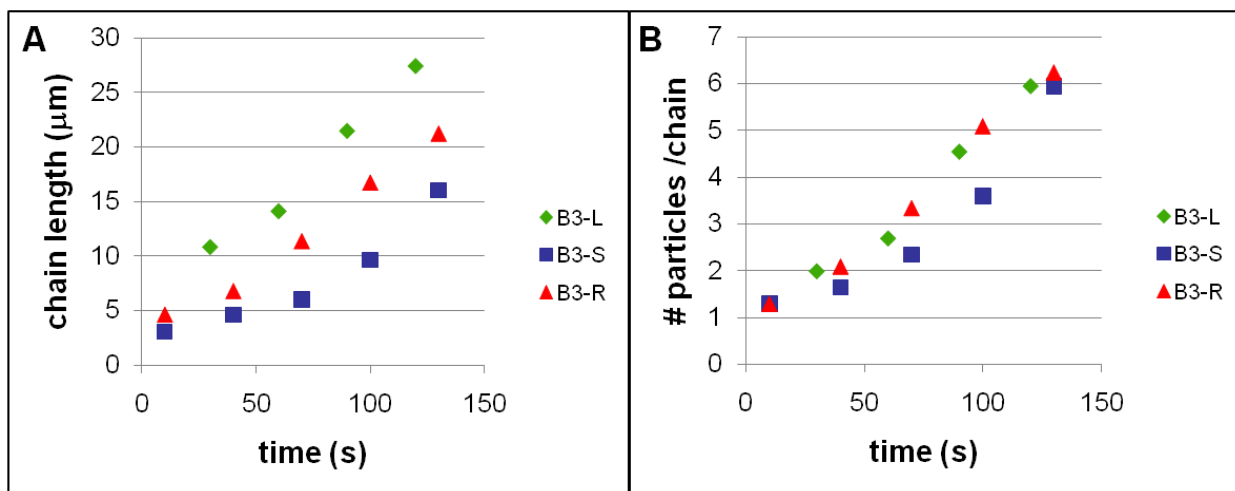 A
30
25
20
15
10
5
0
chain length (µm)
0 50 100 150
time (s)
B3-L
B3-S
B3-R
B
7
6
5
4
3
2
1
0
# particles /chain
0 50 100 150
time (s)
B3-L
B3-S
B3-R